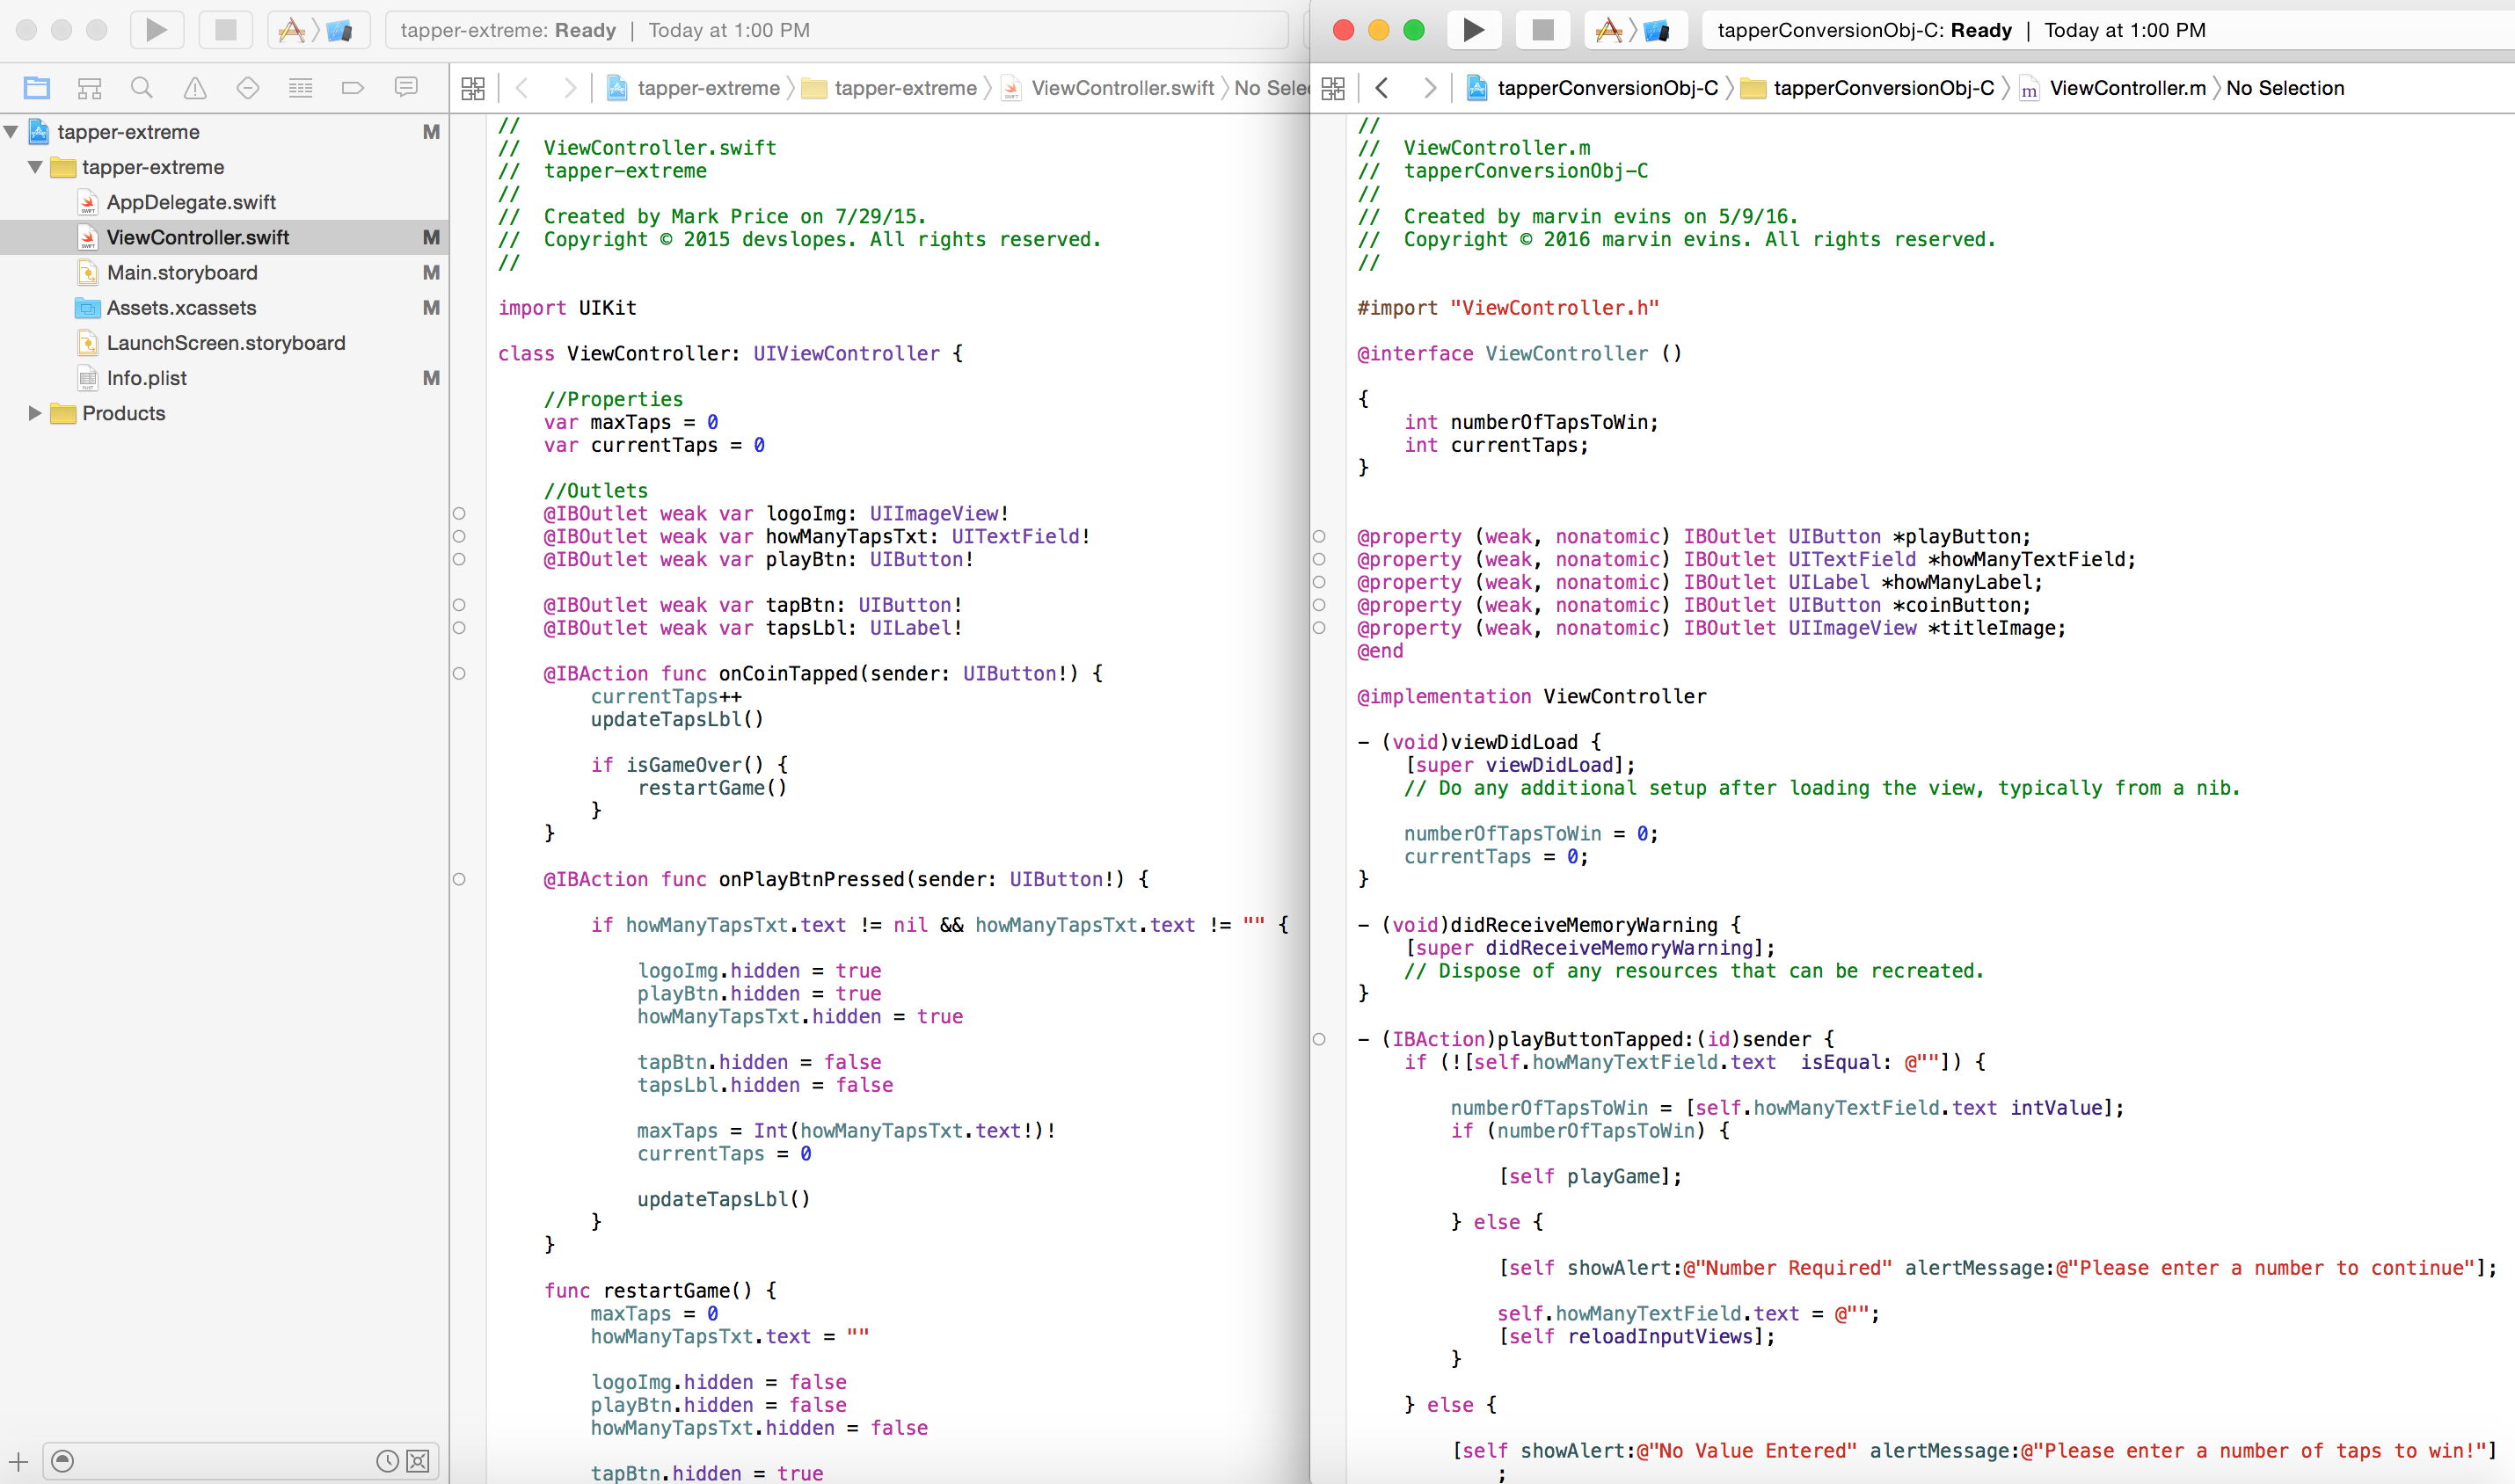 tapper-extreme: Ready | Today at 1:00 PM
tapper-extreme M
tapper-extreme
AppDelegate.swift
ViewController.swift M
Main.storyboard M
Assets.xcassets M
LaunchScreen.storyboard
Info.plist M
Products
tapper-extreme 〉 tapper-extreme 〉 ViewController.swift 〉 No Sele
//
//  ViewController.swift
//  tapper-extreme
//
//  Created by Mark Price on 7/29/15.
//  Copyright © 2015 devslopes. All rights reserved.
//
import UIKit
class ViewController: UIViewController {
//Properties
var maxTaps = 0
var currentTaps = 0
//Outlets
@IBOutlet weak var logoImg: UIImageView!
@IBOutlet weak var howManyTapsTxt: UITextField!
@IBOutlet weak var playBtn: UIButton!
@IBOutlet weak var tapBtn: UIButton!
@IBOutlet weak var tapsLbl: UILabel!
@IBAction func onCoinTapped(sender: UIButton!) {
currentTaps++
updateTapsLbl()
if isGameOver() {
restartGame()
}
}
@IBAction func onPlayBtnPressed(sender: UIButton!) {
if howManyTapsTxt.text != nil && howManyTapsTxt.text != "" {
logoImg.hidden = true
playBtn.hidden = true
howManyTapsTxt.hidden = true
tapBtn.hidden = false
tapsLbl.hidden = false
maxTaps = Int(howManyTapsTxt.text!)!
currentTaps = 0
updateTapsLbl()
}
}
func restartGame() {
maxTaps = 0
howManyTapsTxt.text = ""
logoImg.hidden = false
playBtn.hidden = false
howManyTapsTxt.hidden = false
tapBtn.hidden = true
tapperConversionObj-C: Ready | Today at 1:00 PM
tapperConversionObj-C 〉 tapperConversionObj-C 〉 m ViewController.m 〉 No Selection
//
//  ViewController.m
//  tapperConversionObj-C
//
//  Created by marvin evins on 5/9/16.
//  Copyright © 2016 marvin evins. All rights reserved.
//
#import "ViewController.h"
@interface ViewController ()
{
int numberOfTapsToWin;
int currentTaps;
}
@property (weak, nonatomic) IBOutlet UIButton *playButton;
@property (weak, nonatomic) IBOutlet UITextField *howManyTextField;
@property (weak, nonatomic) IBOutlet UILabel *howManyLabel;
@property (weak, nonatomic) IBOutlet UIButton *coinButton;
@property (weak, nonatomic) IBOutlet UIImageView *titleImage;
@end
@implementation ViewController
- (void)viewDidLoad {
[super viewDidLoad];
// Do any additional setup after loading the view, typically from a nib.
numberOfTapsToWin = 0;
currentTaps = 0;
}
- (void)didReceiveMemoryWarning {
[super didReceiveMemoryWarning];
// Dispose of any resources that can be recreated.
}
- (IBAction)playButtonTapped:(id)sender {
if (![self.howManyTextField.text  isEqual: @""]) {
numberOfTapsToWin = [self.howManyTextField.text intValue];
if (numberOfTapsToWin) {
[self playGame];
} else {
[self showAlert:@"Number Required" alertMessage:@"Please enter a number to continue"];
self.howManyTextField.text = @"";
[self reloadInputViews];
}
} else {
[self showAlert:@"No Value Entered" alertMessage:@"Please enter a number of taps to win!"]
;